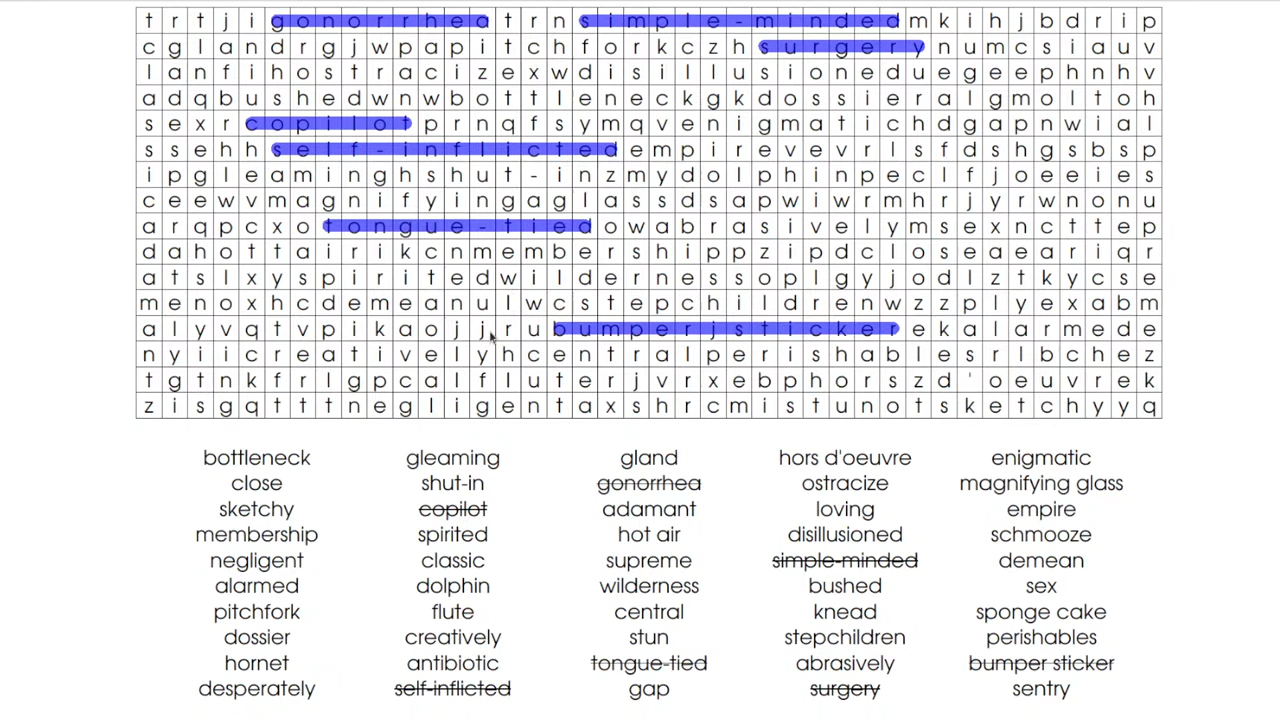 t r t j i g o n o r r h e a t r n s i m p l e - m i n d e d m k i h j b d r i p
c g l a n d r g j w p a p i t c h f o r k c z h s u r g e r y n u m c s i a u v
l a n f i h o s t r a c i z e x w d i s i l l u s i o n e d u e g e e p h n h v
a d q b u s h e d w n w b o t t l e n e c k g k d o s s i e r a l g m o l t o h
s e x r c o p i l o t p r n q f s y m q v e n i g m a t i c h d g a p n w i a l
s s e h h s e l f - i n f l i c t e d e m p i r e v e v r l s f d s h g s b s p
i p g l e a m i n g h s h u t - i n z m y d o l p h i n p e c l f j o e e i e s
c e e w v m a g n i f y i n g a g l a s s d s a p w i w r m h r j y r w n o n u
a r q p c x o t o n g u e - t i e d o w a b r a s i v e l y m s e x n c t t e p
d a h o t t a i r i k c n m e m b e r s h i p p z i p d c l o s e a e a r i q r
a t s l x y s p i r i t e d w i l d e r n e s s o p l g y j o d l z t k y c s e
m e n o x h c d e m e a n u l w c s t e p c h i l d r e n w z z p l y e x a b m
a l y v q t v p i k a o j j r u b u m p e r j s t i c k e r e k a l a r m e d e
n y i i c r e a t i v e l y h c e n t r a l p e r i s h a b l e s r l b c h e z
t g t n k f r l g p c a l f l u t e r j v r x e b p h o r s z d ' o e u v r e k
z i s g q t t t n e g l i g e n t a x s h r c m i s t u n o t s k e t c h y y q
bottleneck gleaming gland hors d'oeuvre enigmatic
close shut-in gonorrhea ostracize magnifying glass
sketchy copilot adamant loving empire
membership spirited hot air disillusioned schmooze
negligent classic supreme simple-minded demean
alarmed dolphin wilderness bushed sex
pitchfork flute central knead sponge cake
dossier creatively stun stepchildren perishables
hornet antibiotic tongue-tied abrasively bumper sticker
desperately self-inflicted gap surgery sentry